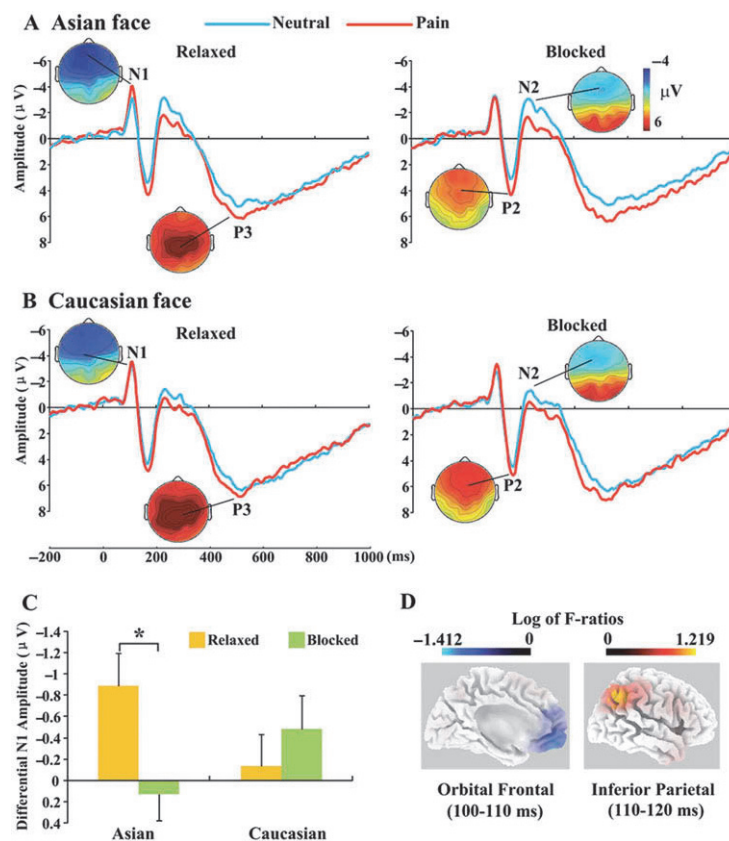 A Asian face
Neutral Pain
Relaxed
Blocked
Amplitude (μV)
-6
-4
-2
0
2
4
6
8
N1
P3
N2
P2
-4
μV
6
B Caucasian face
Relaxed
Blocked
Amplitude (μV)
-6
-4
-2
0
2
4
6
8
N1
P3
N2
P2
-200 0 200 400 600 800 1000 (ms)
C
Relaxed Blocked
Differential N1 Amplitude (μV)
-1.4
-1.2
-1
-0.8
-0.6
-0.4
-0.2
0
0.2
0.4
*
Asian Caucasian
D
Log of F-ratios
-1.412 0 0 1.219
Orbital Frontal
(100-110 ms)
Inferior Parietal
(110-120 ms)